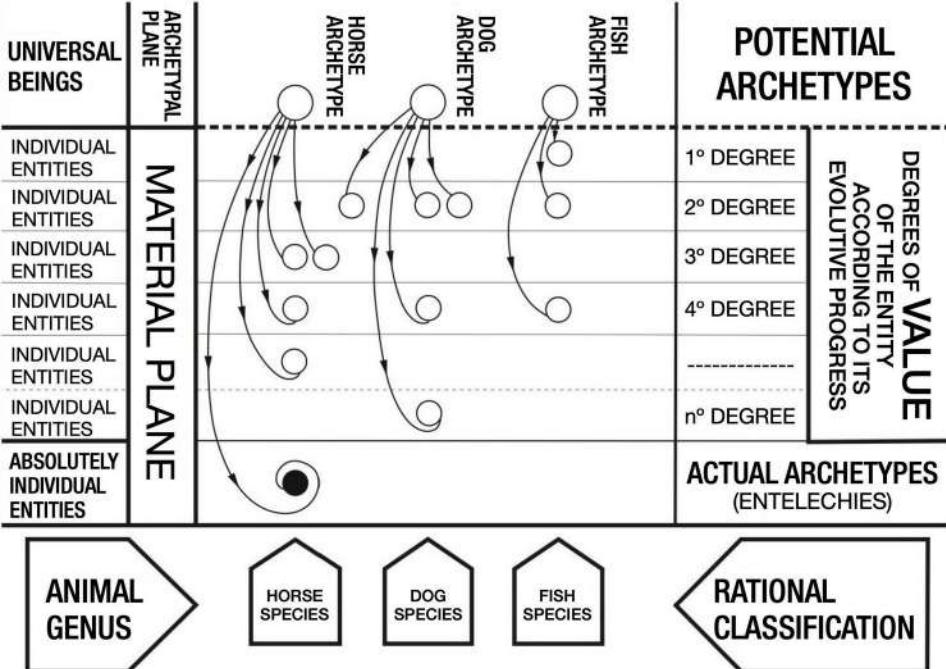 UNIVERSAL
BEINGS
ARCHETYPAL
PLANE
HORSE
ARCHETYPE
DOG
ARCHETYPE
FISH
ARCHETYPE
POTENTIAL
ARCHETYPES
INDIVIDUAL
ENTITIES
1º DEGREE
INDIVIDUAL
ENTITIES
2º DEGREE
INDIVIDUAL
ENTITIES
3º DEGREE
INDIVIDUAL
ENTITIES
4º DEGREE
INDIVIDUAL
ENTITIES
------------
INDIVIDUAL
ENTITIES
nº DEGREE
MATERIAL PLANE
DEGREES OF VALUE
OF THE ENTITY
ACCORDING TO ITS
EVOLUTIVE PROGRESS
ABSOLUTELY
INDIVIDUAL
ENTITIES
ACTUAL ARCHETYPES
(ENTELECHIES)
ANIMAL
GENUS
HORSE
SPECIES
DOG
SPECIES
FISH
SPECIES
RATIONAL
CLASSIFICATION